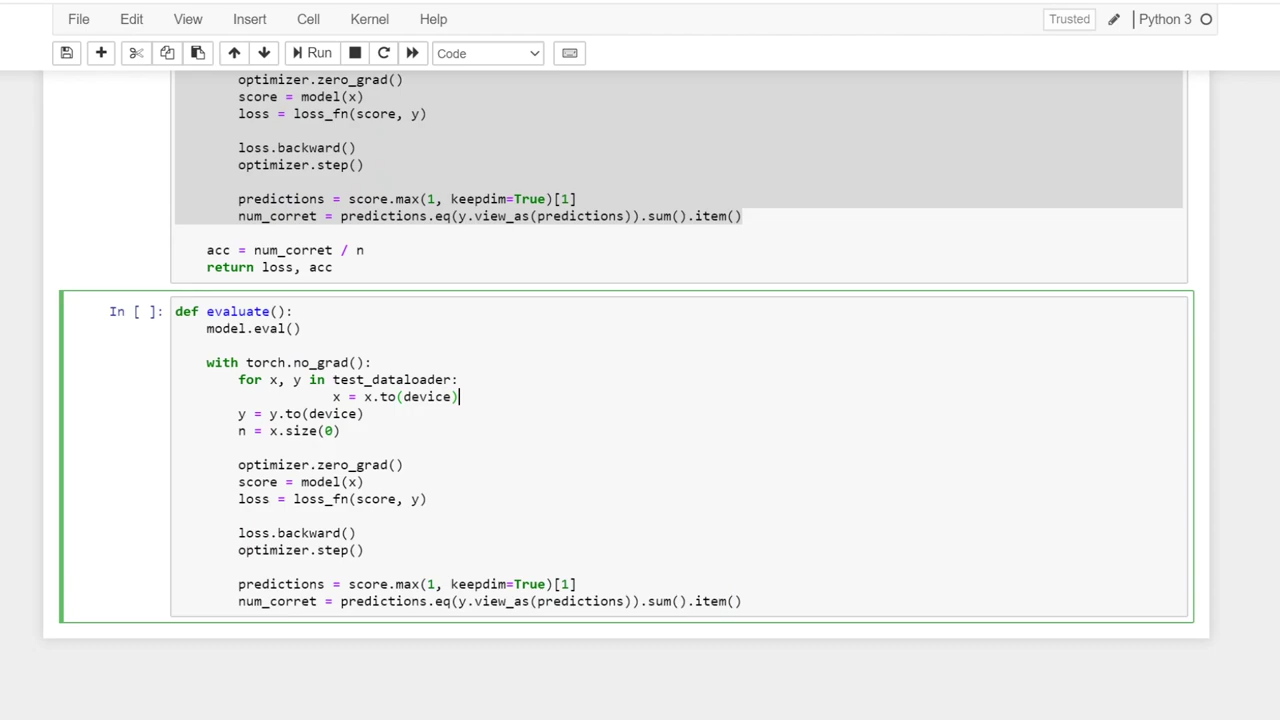 File Edit View Insert Cell Kernel Help Trusted Python 3
Run Code
optimizer.zero_grad()
score = model(x)
loss = loss_fn(score, y)
loss.backward()
optimizer.step()
predictions = score.max(1, keepdim=True)[1]
num_corret = predictions.eq(y.view_as(predictions)).sum().item()
acc = num_corret / n
return loss, acc
In [ ]: def evaluate():
model.eval()
with torch.no_grad():
for x, y in test_dataloader:
x = x.to(device)
y = y.to(device)
n = x.size(0)
optimizer.zero_grad()
score = model(x)
loss = loss_fn(score, y)
loss.backward()
optimizer.step()
predictions = score.max(1, keepdim=True)[1]
num_corret = predictions.eq(y.view_as(predictions)).sum().item()